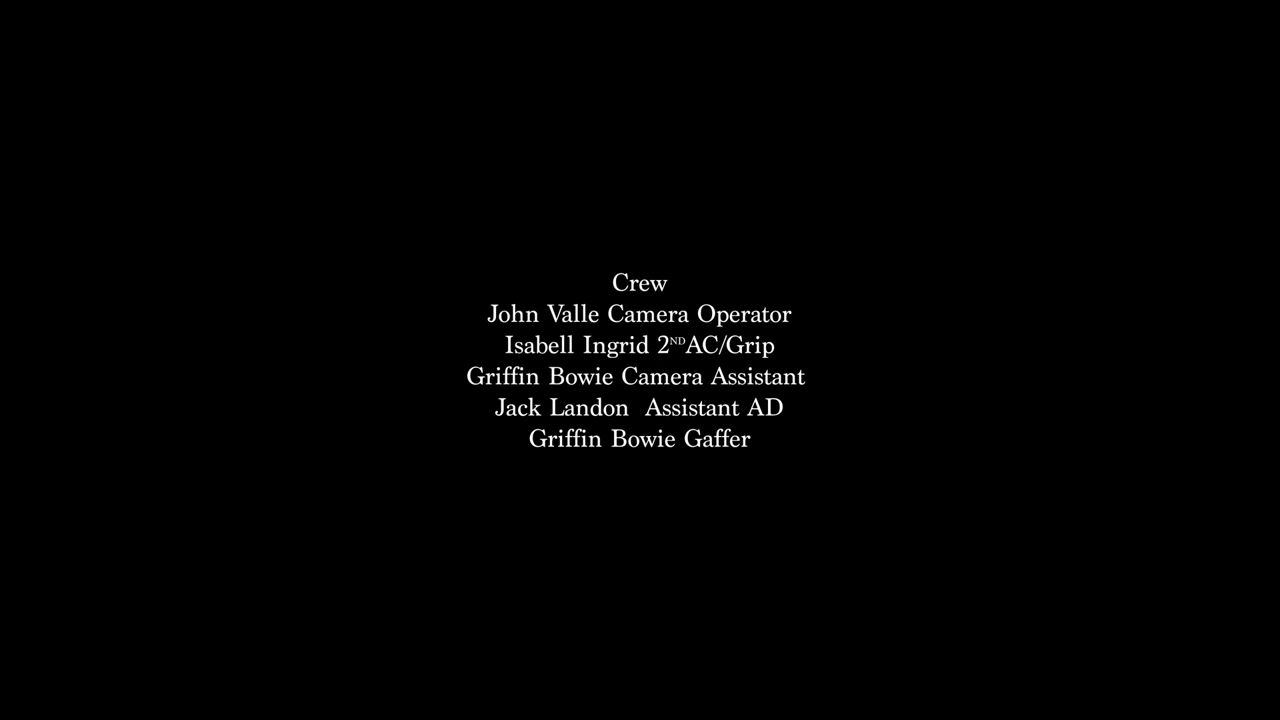 Crew
John Valle Camera Operator
Isabell Ingrid 2ND AC/Grip
Griffin Bowie Camera Assistant
Jack Landon  Assistant AD
Griffin Bowie Gaffer